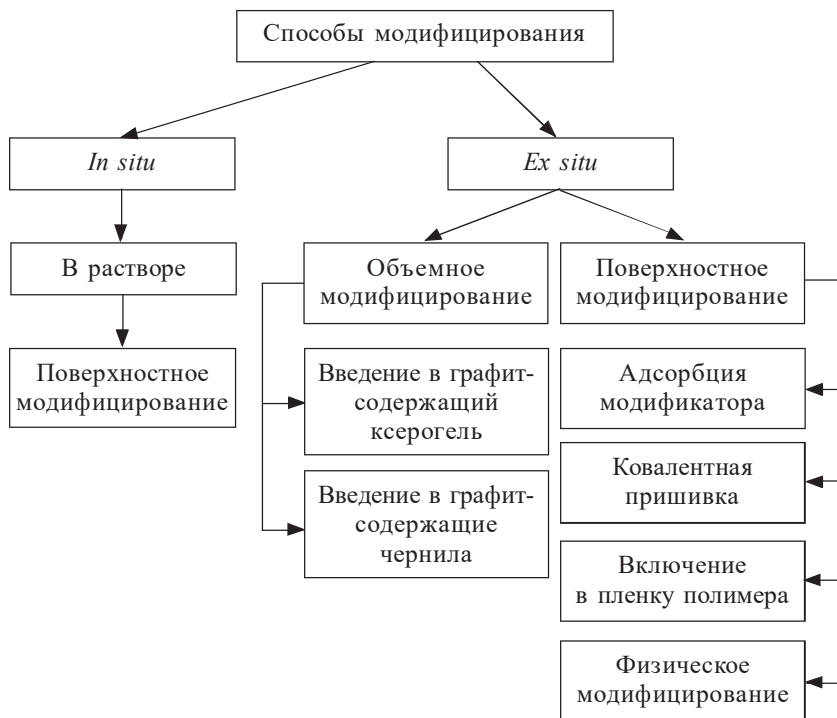 Способы модифицирования
In situ
Ex situ
В растворе
Объемное
модифицирование
Поверхностное
модифицирование
Поверхностное
модифицирование
Введение в графит-
содержащий
ксерогель
Адсорбция
модификатора
Ковалентная
пришивка
Введение в графит-
содержащие
чернила
Включение
в пленку полимера
Физическое
модифицирование